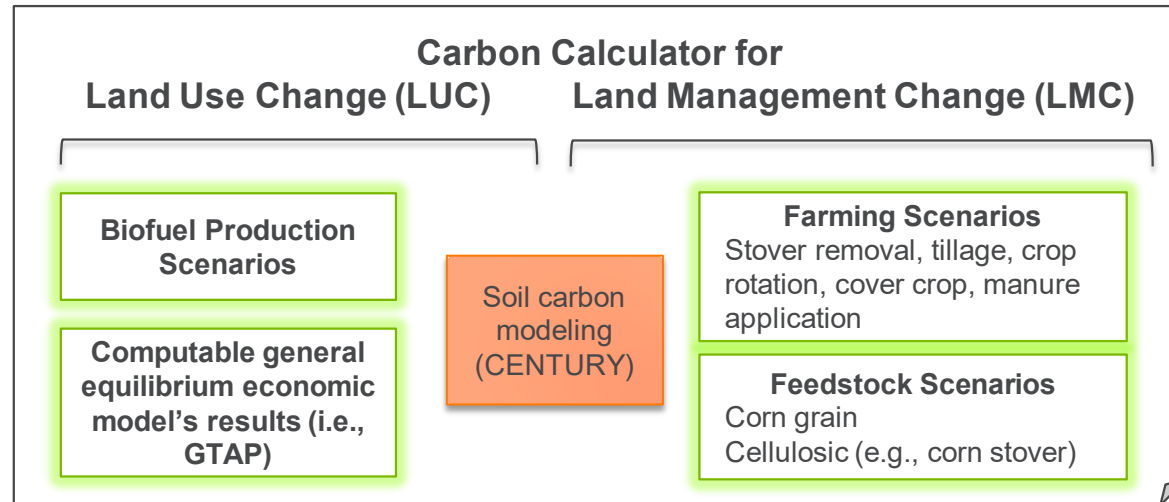 Carbon Calculator for
Land Use Change (LUC)
Land Management Change (LMC)
Biofuel Production
Scenarios
Computable general
equilibrium economic
model's results (i.e.,
GTAP)
Soil carbon
modeling
(CENTURY)
Farming Scenarios
Stover removal, tillage, crop
rotation, cover crop, manure
application
Feedstock Scenarios
Corn grain
Cellulosic (e.g., corn stover)